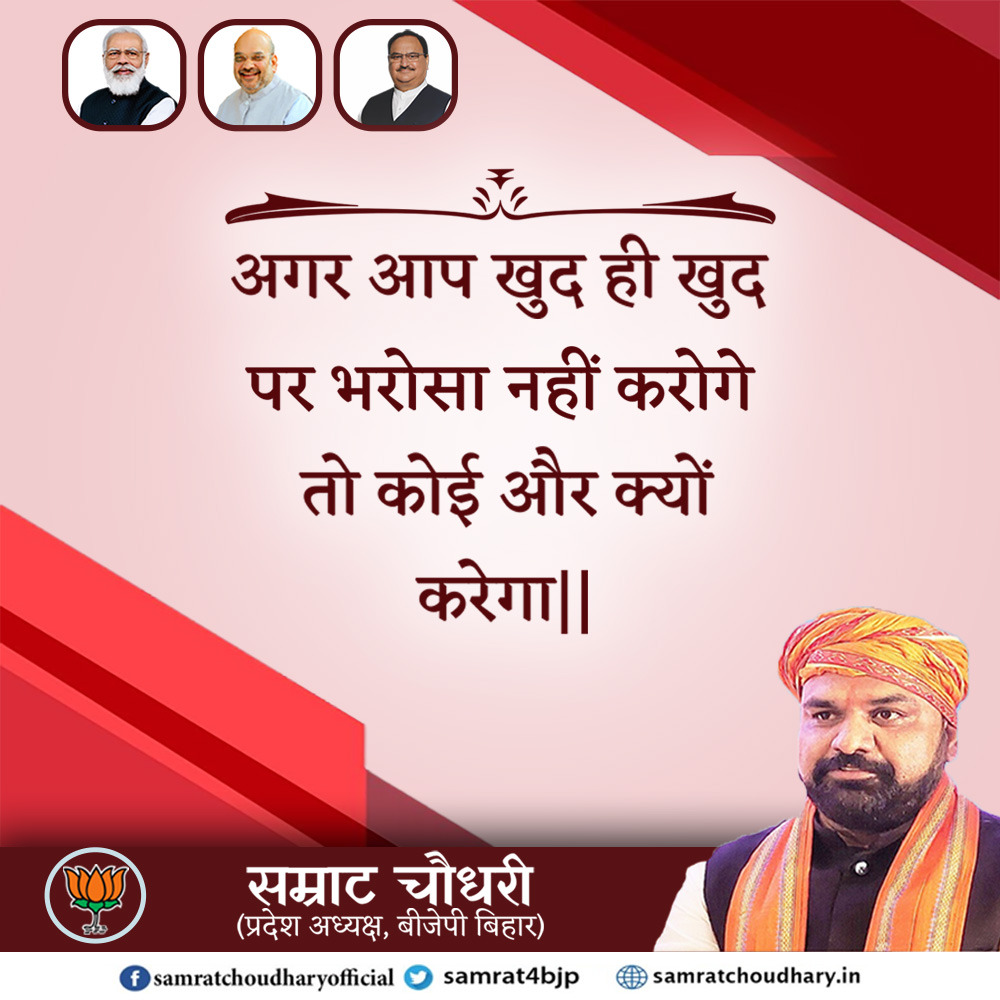 अगर आप खुद ही खुद
पर भरोसा नहीं करोगे
तो कोई और क्यों
करेगा||
सम्राट चौधरी
(प्रदेश अध्यक्ष, बीजेपी बिहार)
samratchoudharyofficial samrat4bjp samratchoudhary.in